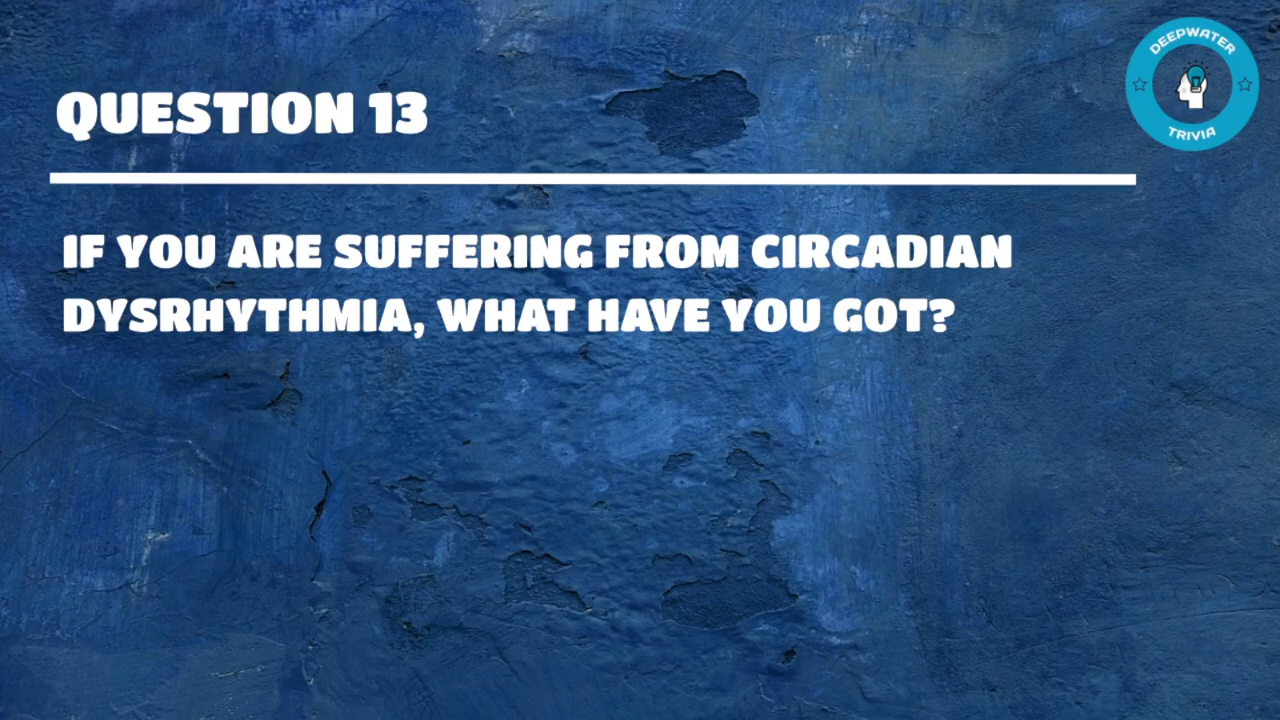 DEEPWATER
TRIVIA
QUESTION 13
IF YOU ARE SUFFERING FROM CIRCADIAN
DYSRHYTHMIA, WHAT HAVE YOU GOT?